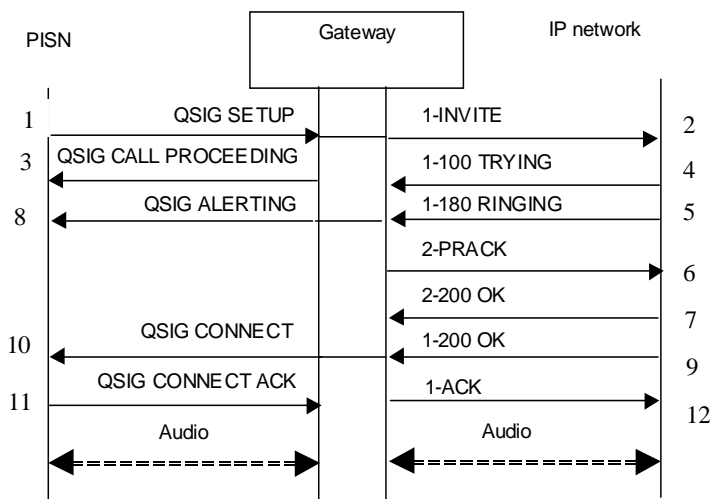 PISN Gateway IP network
1 QSIG SETUP 1-INVITE 2
3 QSIG CALL PROCEEDING 1-100 TRYING 4
8 QSIG ALERTING 1-180 RINGING 5
2-PRACK 6
2-200 OK 7
10 QSIG CONNECT 1-200 OK 9
11 QSIG CONNECT ACK 1-ACK 12
Audio Audio